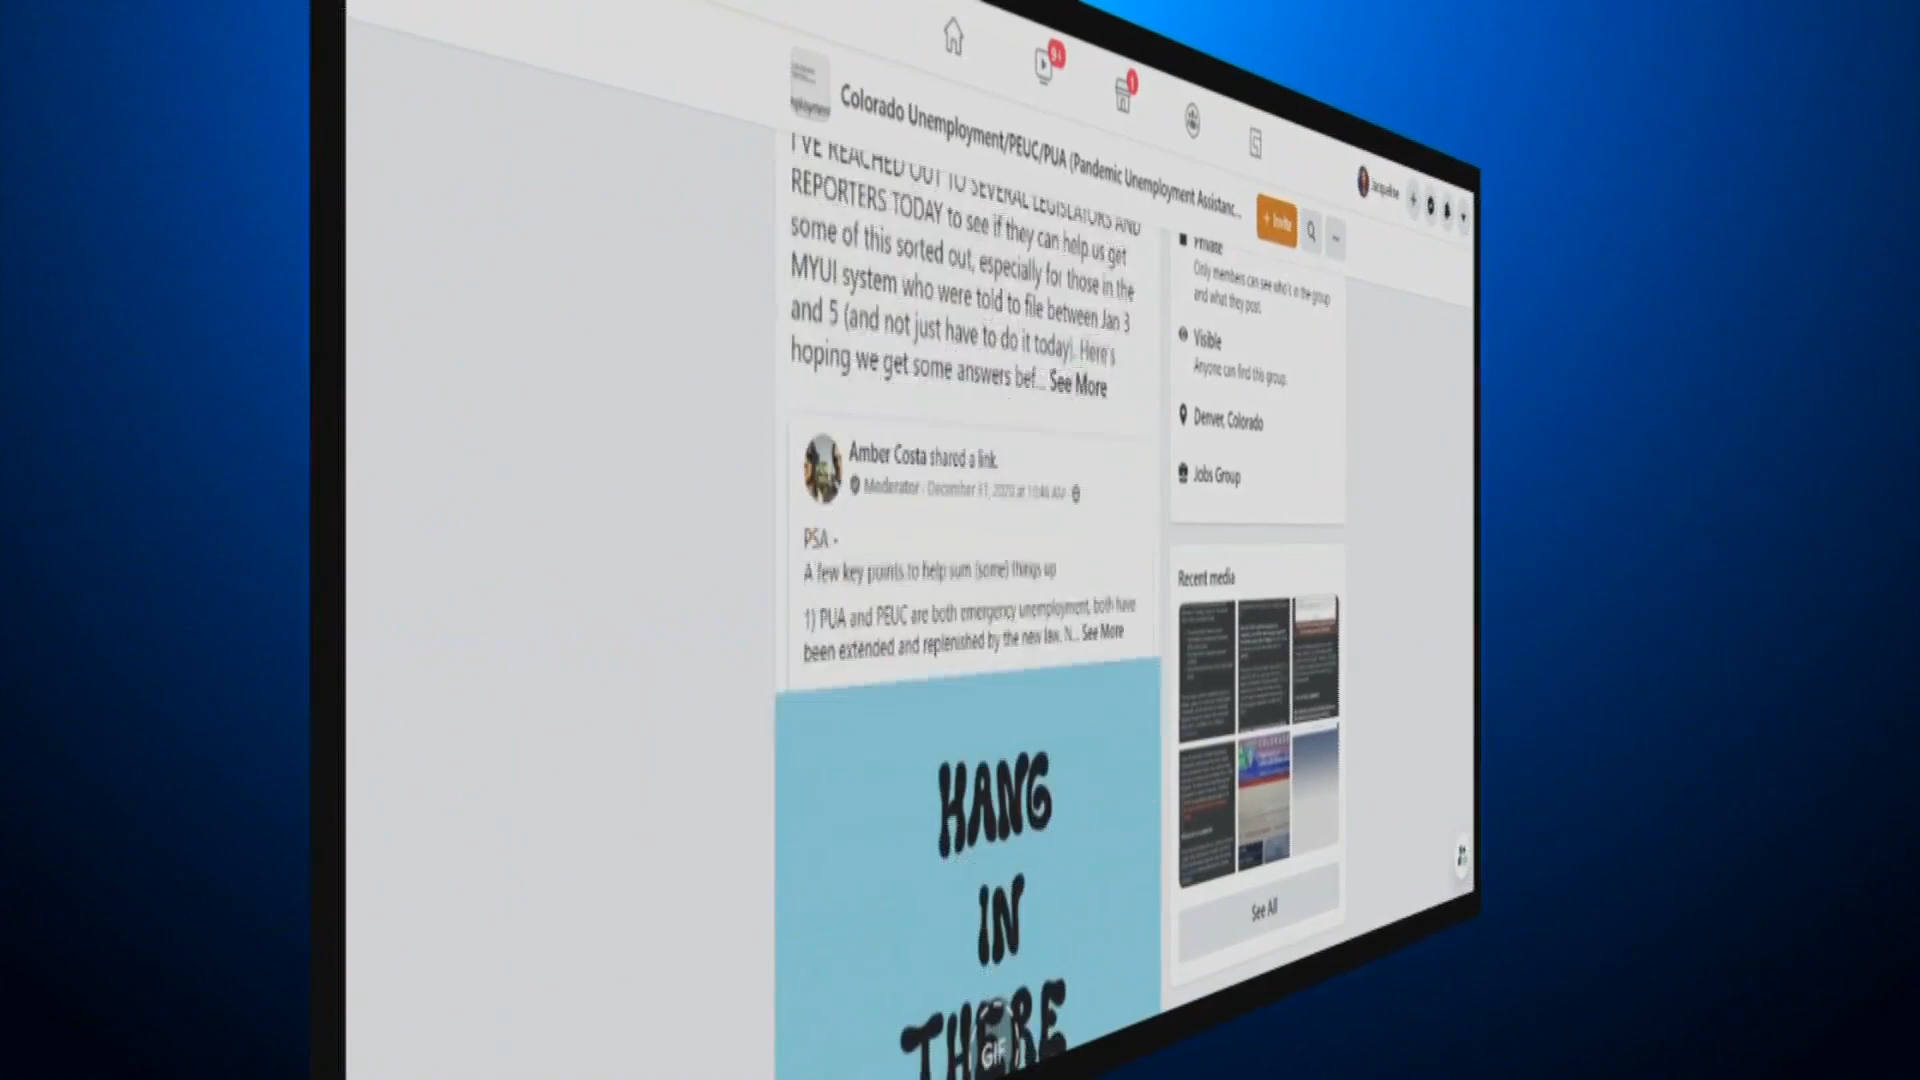 9+
1
Colorado Unemployment/PEUC/PUA (Pandemic Unemployment Assistanc...
Jacqueline
+ Invite
I'VE REACHED OUT TO SEVERAL LEGISLATORS AND
REPORTERS TODAY to see if they can help us get
some of this sorted out, especially for those in the
MYUI system who were told to file between Jan 3
and 5 (and not just have to do it today). Here's
hoping we get some answers bef... See More
Amber Costa shared a link.
Moderator · December 31, 2020 at 10:46 AM
PSA -
A few key points to help sum (some) things up
1) PUA and PEUC are both emergency unemployment, both have
been extended and replenished by the new law. N... See More
HANG
IN
THERE
GIF
Private
Only members can see who's in the group
and what they post.
Visible
Anyone can find this group.
Denver, Colorado
Jobs Group
Recent media
COLORADO
See All